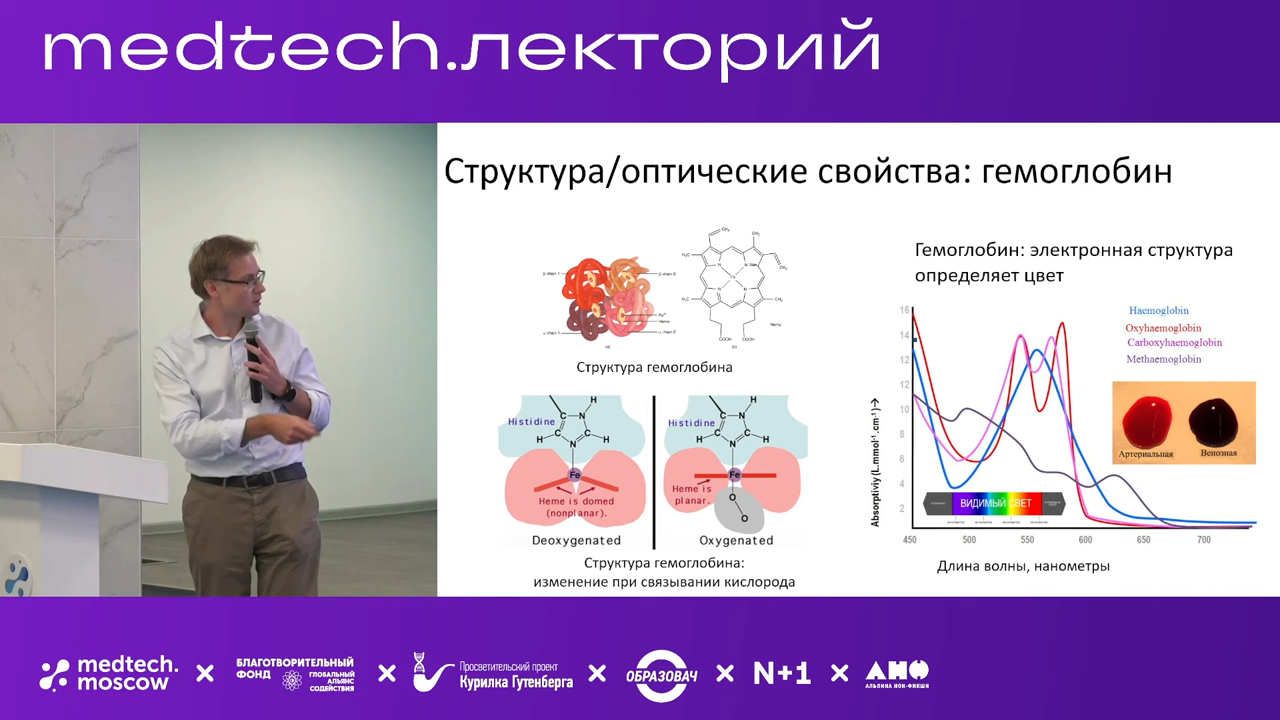 medtech.лекторий
Структура/оптические свойства: гемоглобин
Структура гемоглобина
Гемоглобин: электронная структура
определяет цвет
Haemoglobin
Oxyhaemoglobin
Carboxyhaemoglobin
Methaemoglobin
Артериальная
Венозная
Absorptiviy (L.mmol⁻¹.cm⁻¹)→
16
14
12
10
8
6
4
2
450
500
550
600
650
700
ВИДИМЫЙ СВЕТ
Длина волны, нанометры
Histidine
H
N
C
C
H
C
H
N
Fe
Heme is domed
(nonplanar).
Deoxygenated
Histidine
H
N
C
C
H
C
H
N
Heme is
planar.
Fe
O
O
Oxygenated
Структура гемоглобина:
изменение при связывании кислорода
medtech.
moscow
×
БЛАГОТВОРИТЕЛЬНЫЙ
ФОНД
ГЛОБАЛЬНЫЙ
АЛЬЯНС
СОДЕЙСТВИЯ
×
Просветительский проект
Курилка Гутенберга
×
ОБРАЗОВАЧ
×
N+1
×
АНФ
АЛЬПИНА НОН-ФИКШН